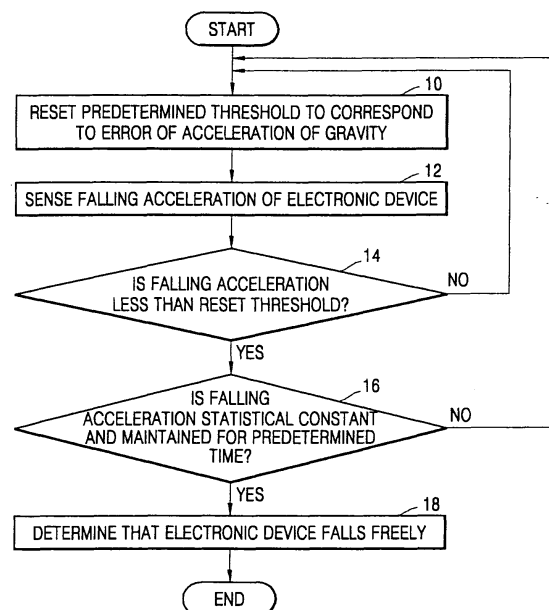 START
10
RESET PREDETERMINED THRESHOLD TO CORRESPOND
TO ERROR OF ACCELERATION OF GRAVITY
12
SENSE FALLING ACCELERATION OF ELECTRONIC DEVICE
14
IS FALLING ACCELERATION
LESS THAN RESET THRESHOLD?
NO
YES
16
IS FALLING
ACCELERATION STATISTICAL CONSTANT
AND MAINTAINED FOR PREDETERMINED
TIME?
NO
YES
18
DETERMINE THAT ELECTRONIC DEVICE FALLS FREELY
END